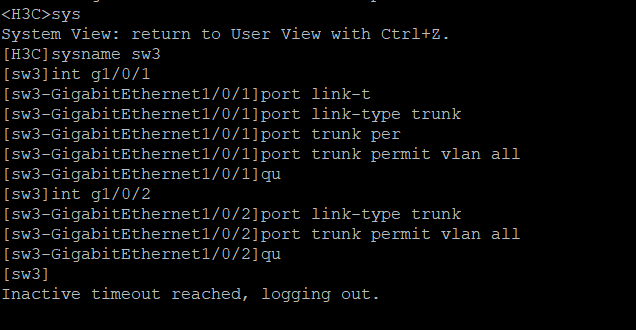 <H3C>sys
System View: return to User View with Ctrl+Z.
[H3C]sysname sw3
[sw3]int g1/0/1
[sw3-GigabitEthernet1/0/1]port link-t
[sw3-GigabitEthernet1/0/1]port link-type trunk
[sw3-GigabitEthernet1/0/1]port trunk per
[sw3-GigabitEthernet1/0/1]port trunk permit vlan all
[sw3-GigabitEthernet1/0/1]qu
[sw3]int g1/0/2
[sw3-GigabitEthernet1/0/2]port link-type trunk
[sw3-GigabitEthernet1/0/2]port trunk permit vlan all
[sw3-GigabitEthernet1/0/2]qu
[sw3]
Inactive timeout reached, logging out.